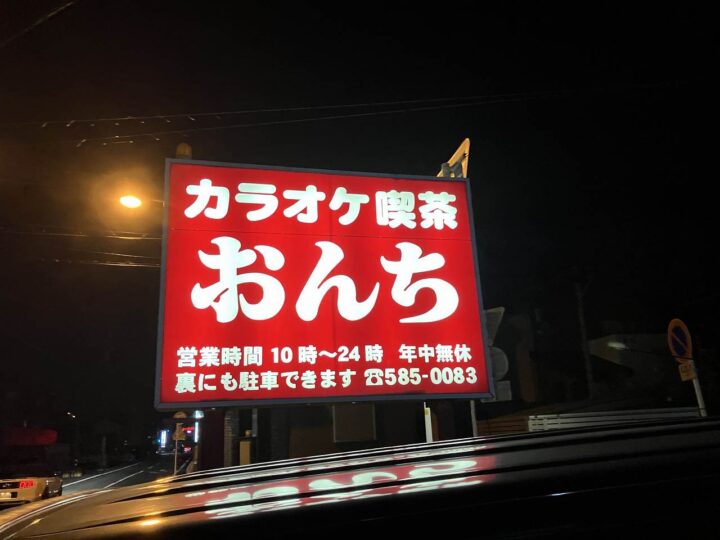 カラオケ喫茶
おんち
営業時間 10時～24時 年中無休
裏にも駐車できます ☎585-0083